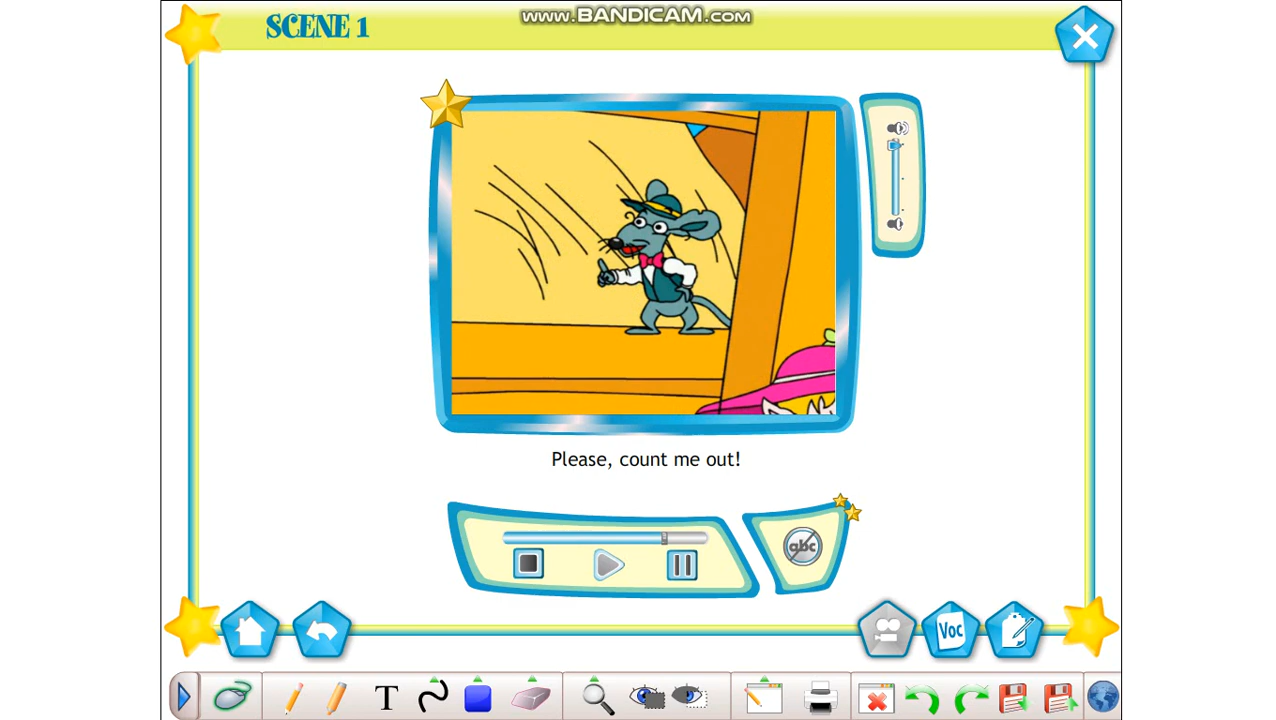 www.BANDICAM.com
SCENE 1
Please, count me out!
abc
Voc
T